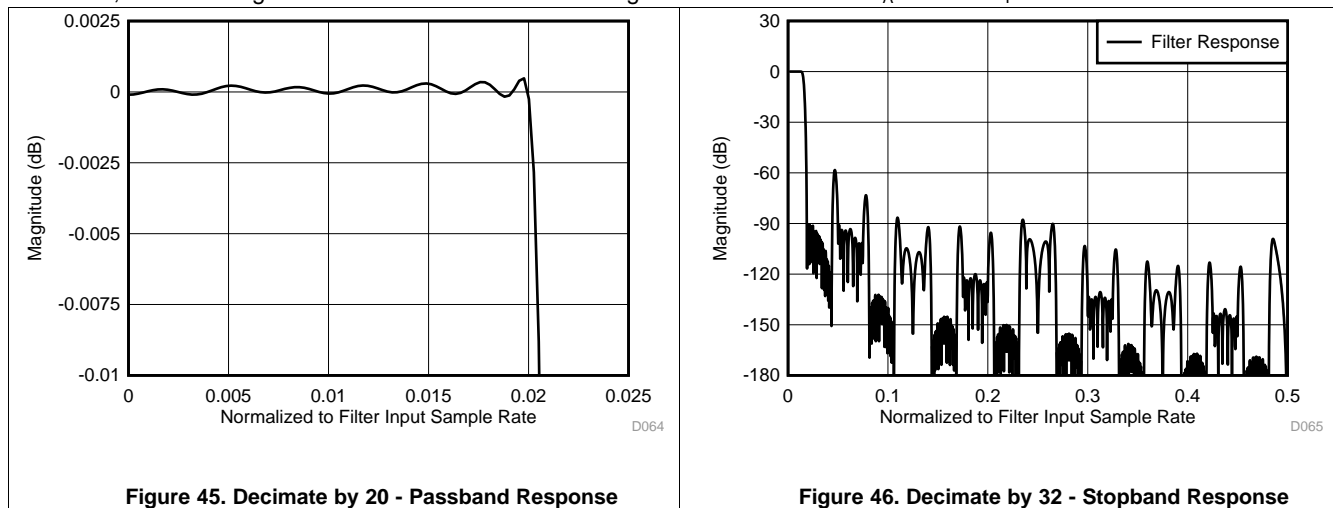 0.0025
0
-0.0025
-0.005
-0.0075
-0.01
Magnitude (dB)
0
0.005
0.01
0.015
0.02
0.025
Normalized to Filter Input Sample Rate
D064
Figure 45. Decimate by 20 - Passband Response
30
0
-30
-60
-90
-120
-150
-180
Magnitude (dB)
Filter Response
0
0.1
0.2
0.3
0.4
0.5
Normalized to Filter Input Sample Rate
D065
Figure 46. Decimate by 32 - Stopband Response